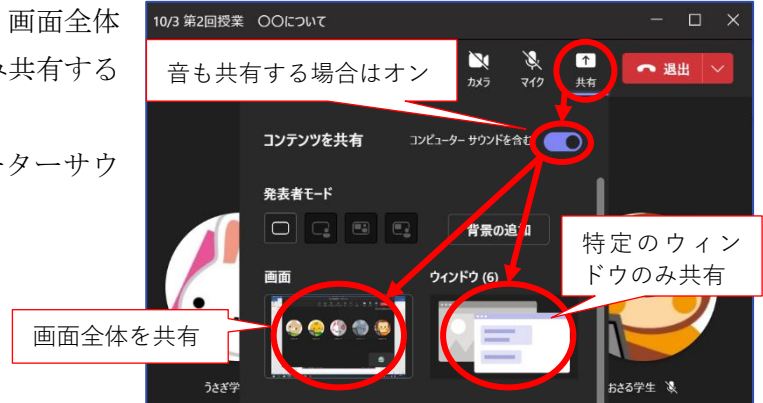 画面全体
み共有する
ーターサウ
10/3 第2回授業 〇〇について
音も共有する場合はオン
カメラ
マイク
共有
退出
コンテンツを共有
コンピューター サウンドを含む
発表者モード
背景の追加
特定のウィン
ドウのみ共有
画面
ウィンドウ (6)
画面全体を共有
うさぎ学
おさる学生